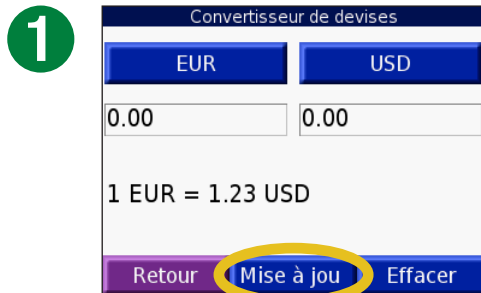 1
Convertisseur de devises
EUR USD
0.00 0.00
1 EUR = 1.23 USD
Retour Mise à jou Effacer